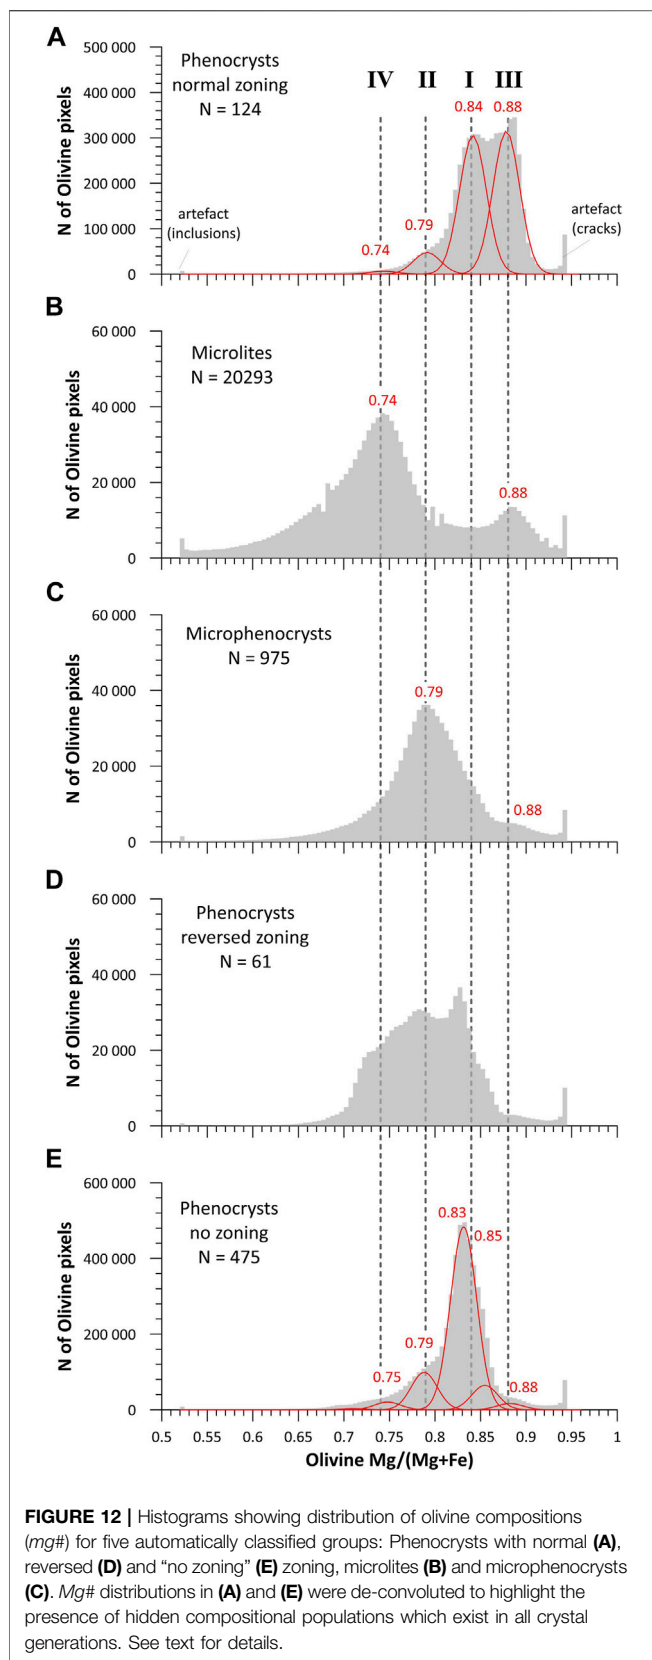 A
500 000
400 000
300 000
200 000
100 000
0
N of Olivine pixels
Phenocrysts
normal zoning
N = 124
IV II I III
0.84 0.88
0.79
0.74
artefact
(inclusions)
artefact
(cracks)
B
60 000
40 000
20 000
0
N of Olivine pixels
Microlites
N = 20293
0.74
0.88
C
60 000
40 000
20 000
0
N of Olivine pixels
Microphenocrysts
N = 975
0.79
0.88
D
60 000
40 000
20 000
0
N of Olivine pixels
Phenocrysts
reversed zoning
N = 61
E
600 000
400 000
200 000
0
N of Olivine pixels
Phenocrysts
no zoning
N = 475
0.83
0.85
0.79
0.75
0.88
0.5 0.55 0.6 0.65 0.7 0.75 0.8 0.85 0.9 0.95 1
Olivine Mg/(Mg+Fe)
FIGURE 12 | Histograms showing distribution of olivine compositions
(mg#) for five automatically classified groups: Phenocrysts with normal (A),
reversed (D) and “no zoning” (E) zoning, microlites (B) and microphenocrysts
(C). Mg# distributions in (A) and (E) were de-convoluted to highlight the
presence of hidden compositional populations which exist in all crystal
generations. See text for details.